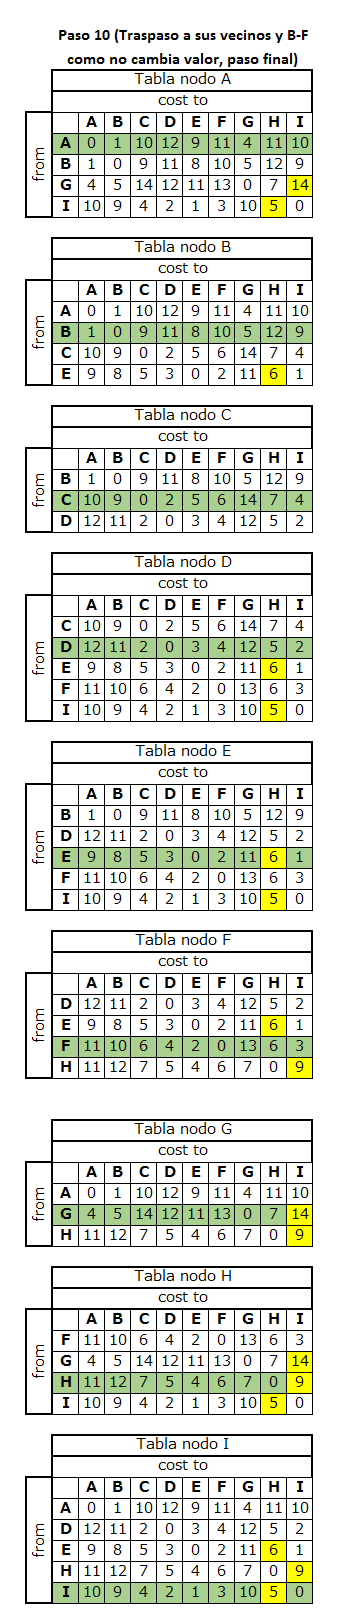 Paso 10 (Traspaso a sus vecinos y B-F
como no cambia valor, paso final)
Tabla nodo A
cost to
from
A B C D E F G H I
A 0 1 10 12 9 11 4 11 10
B 1 0 9 11 8 10 5 12 9
G 4 5 14 12 11 13 0 7 14
I 10 9 4 2 1 3 10 5 0
Tabla nodo B
cost to
from
A B C D E F G H I
A 0 1 10 12 9 11 4 11 10
B 1 0 9 11 8 10 5 12 9
C 10 9 0 2 5 6 14 7 4
E 9 8 5 3 0 2 11 6 1
Tabla nodo C
cost to
from
A B C D E F G H I
B 1 0 9 11 8 10 5 12 9
C 10 9 0 2 5 6 14 7 4
D 12 11 2 0 3 4 12 5 2
Tabla nodo D
cost to
from
A B C D E F G H I
C 10 9 0 2 5 6 14 7 4
D 12 11 2 0 3 4 12 5 2
E 9 8 5 3 0 2 11 6 1
F 11 10 6 4 2 0 13 6 3
I 10 9 4 2 1 3 10 5 0
Tabla nodo E
cost to
from
A B C D E F G H I
B 1 0 9 11 8 10 5 12 9
D 12 11 2 0 3 4 12 5 2
E 9 8 5 3 0 2 11 6 1
F 11 10 6 4 2 0 13 6 3
I 10 9 4 2 1 3 10 5 0
Tabla nodo F
cost to
from
A B C D E F G H I
D 12 11 2 0 3 4 12 5 2
E 9 8 5 3 0 2 11 6 1
F 11 10 6 4 2 0 13 6 3
H 11 12 7 5 4 6 7 0 9
Tabla nodo G
cost to
from
A B C D E F G H I
A 0 1 10 12 9 11 4 11 10
G 4 5 14 12 11 13 0 7 14
H 11 12 7 5 4 6 7 0 9
Tabla nodo H
cost to
from
A B C D E F G H I
F 11 10 6 4 2 0 13 6 3
G 4 5 14 12 11 13 0 7 14
H 11 12 7 5 4 6 7 0 9
I 10 9 4 2 1 3 10 5 0
Tabla nodo I
cost to
from
A B C D E F G H I
A 0 1 10 12 9 11 4 11 10
D 12 11 2 0 3 4 12 5 2
E 9 8 5 3 0 2 11 6 1
H 11 12 7 5 4 6 7 0 9
I 10 9 4 2 1 3 10 5 0